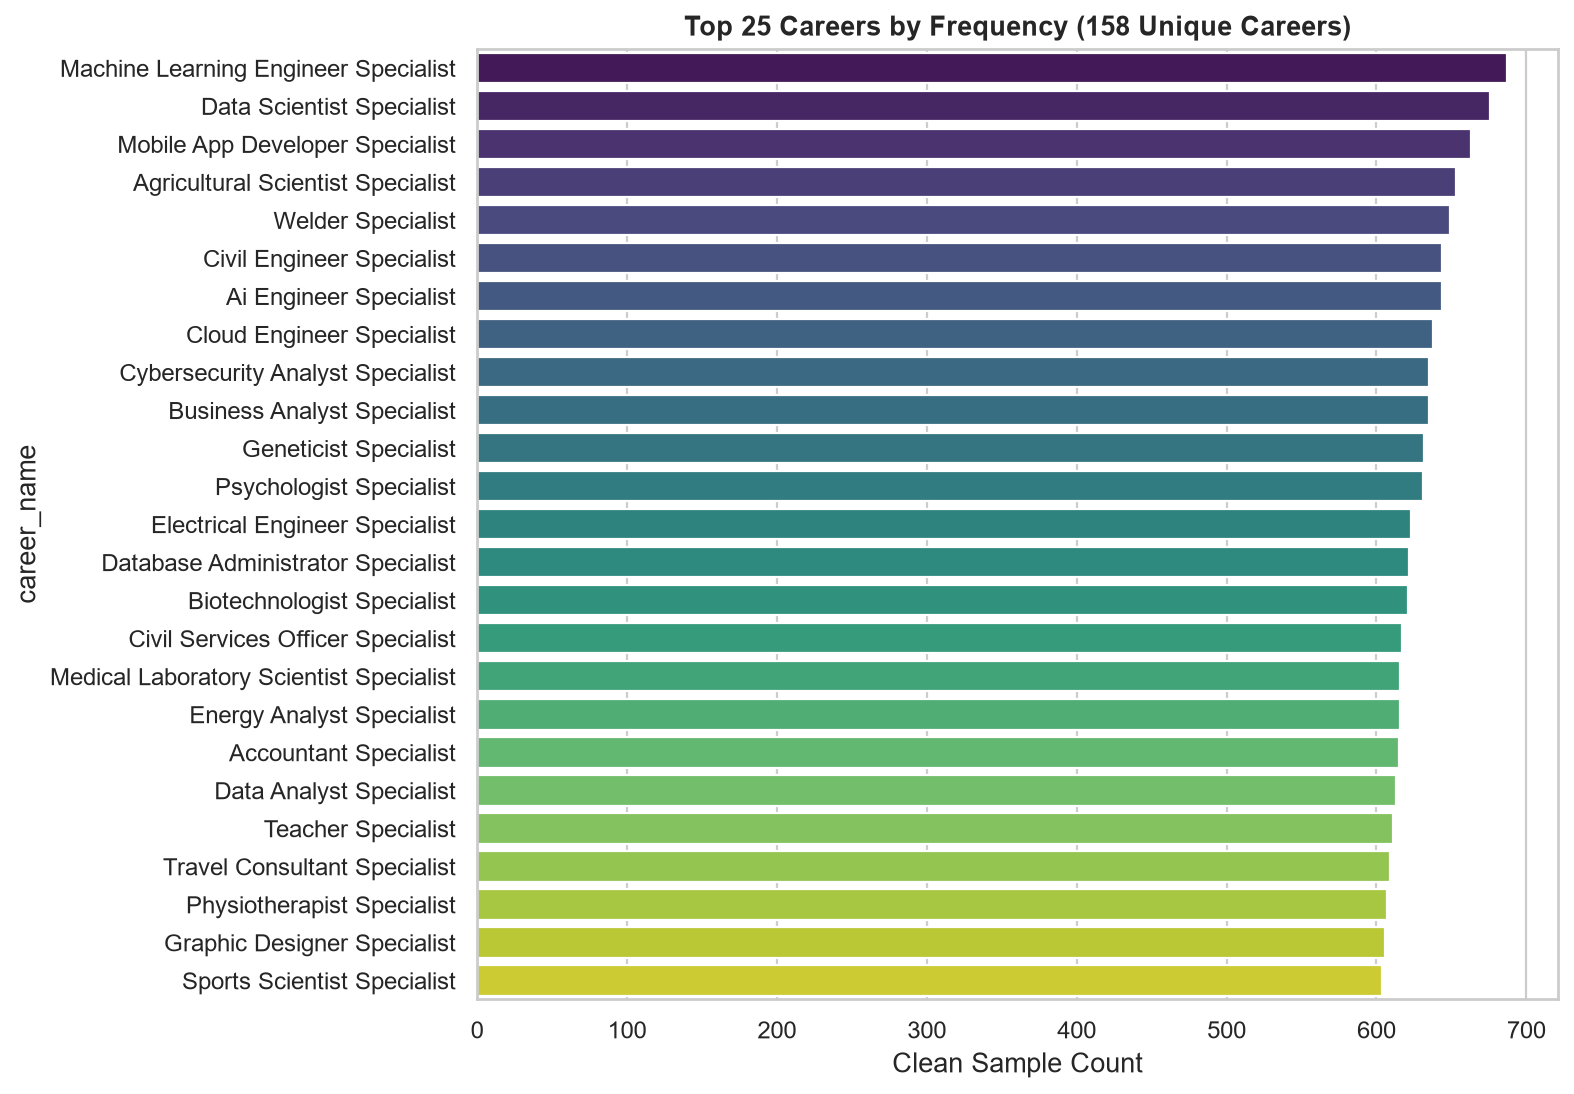 Top 25 Careers by Frequency (158 Unique Careers)
Machine Learning Engineer Specialist
Data Scientist Specialist
Mobile App Developer Specialist
Agricultural Scientist Specialist
Welder Specialist
Civil Engineer Specialist
Ai Engineer Specialist
Cloud Engineer Specialist
Cybersecurity Analyst Specialist
Business Analyst Specialist
Geneticist Specialist
Psychologist Specialist
Electrical Engineer Specialist
Database Administrator Specialist
Biotechnologist Specialist
Civil Services Officer Specialist
Medical Laboratory Scientist Specialist
Energy Analyst Specialist
Accountant Specialist
Data Analyst Specialist
Teacher Specialist
Travel Consultant Specialist
Physiotherapist Specialist
Graphic Designer Specialist
Sports Scientist Specialist
career_name
0 100 200 300 400 500 600 700
Clean Sample Count